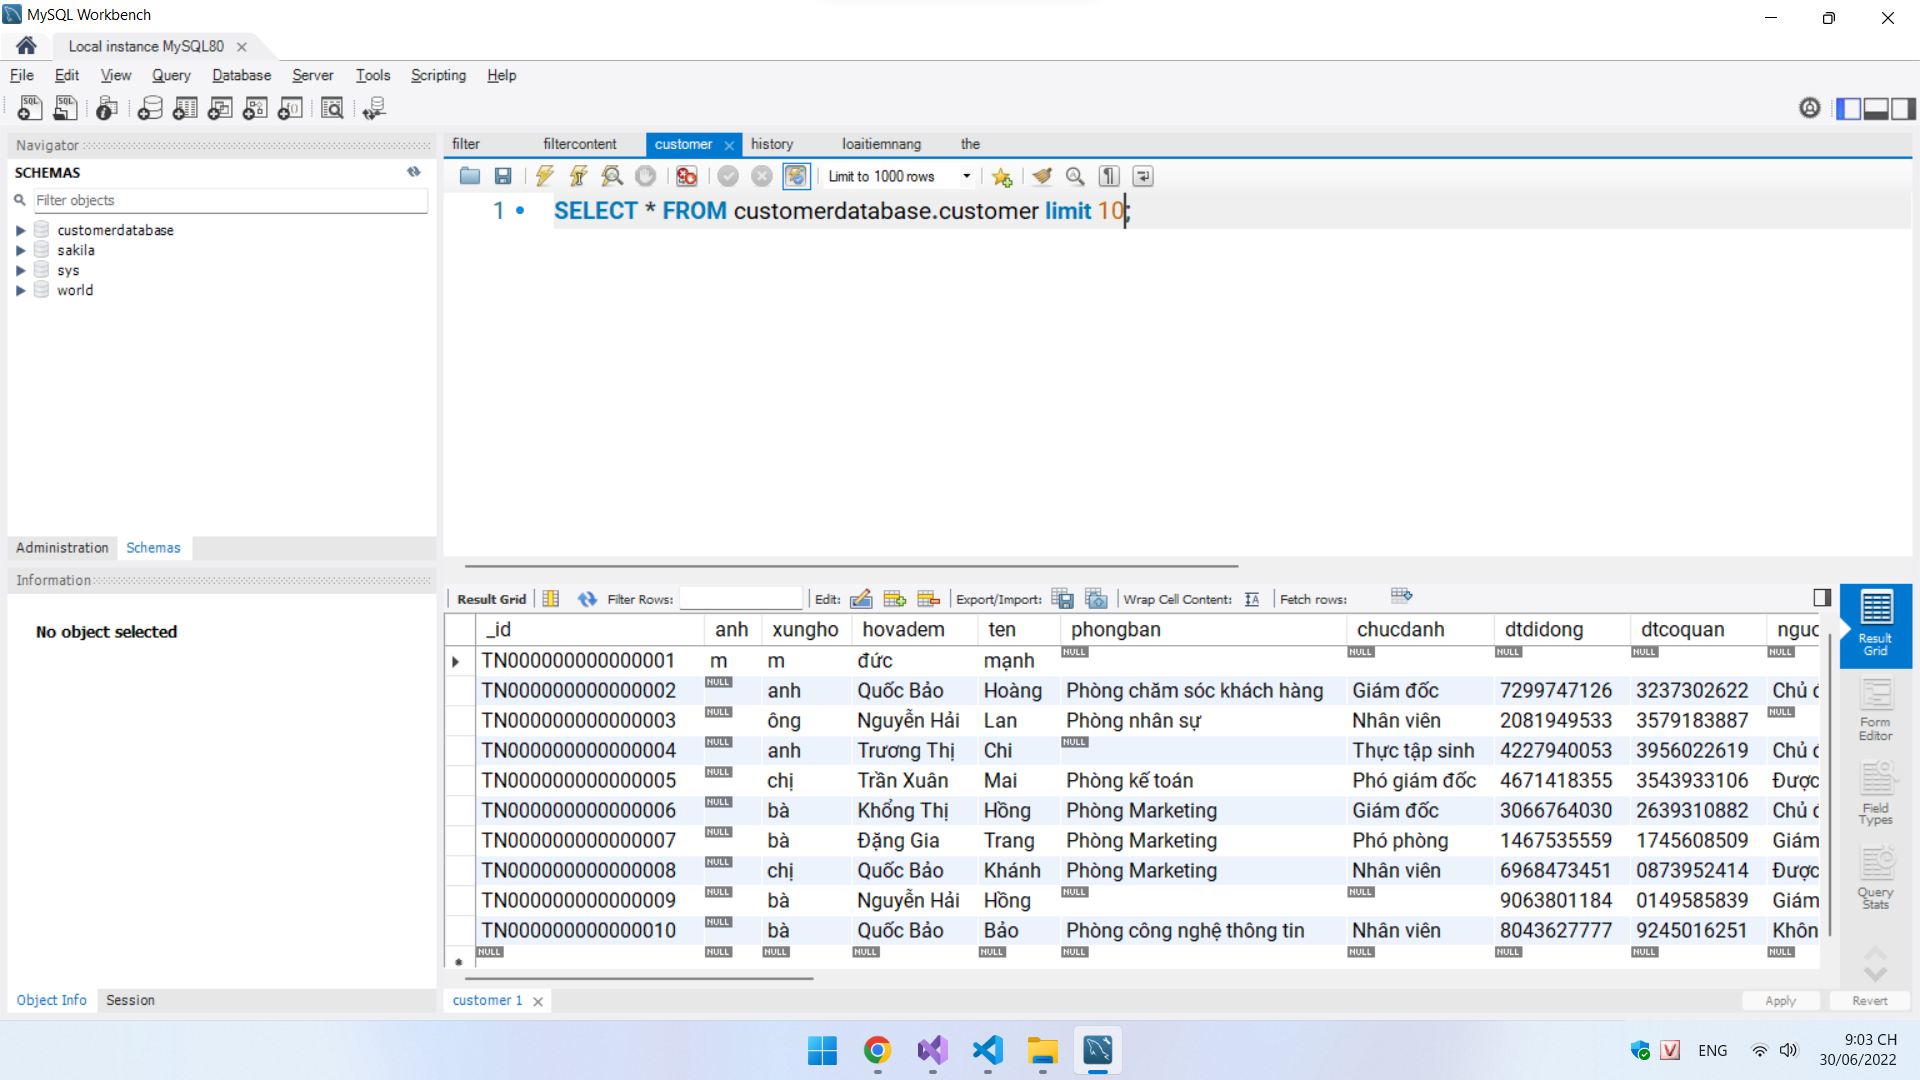 MySQL Workbench
Local instance MySQL80
File Edit View Query Database Server Tools Scripting Help
Navigator
SCHEMAS
Filter objects
customerdatabase
sakila
sys
world
Administration Schemas
Information
No object selected
Object Info Session
filter filtercontent customer history loaitiemnang the
Limit to 1000 rows
1 SELECT * FROM customerdatabase.customer limit 10;
Result Grid Filter Rows: Edit: Export/Import: Wrap Cell Content: Fetch rows:
_id anh xungho hovadem ten phongban chucdanh dtdidong dtcoquan nguc
TN000000000000001 m m đức mạnh NULL NULL NULL NULL NULL
TN000000000000002 NULL anh Quốc Bảo Hoàng Phòng chăm sóc khách hàng Giám đốc 7299747126 3237302622 Chủ
TN000000000000003 NULL ông Nguyễn Hải Lan Phòng nhân sự Nhân viên 2081949533 3579183887 NULL
TN000000000000004 NULL anh Trương Thị Chi NULL Thực tập sinh 4227940053 3956022619 Chủ
TN000000000000005 NULL chị Trần Xuân Mai Phòng kế toán Phó giám đốc 4671418355 3543933106 Được
TN000000000000006 NULL bà Khổng Thị Hồng Phòng Marketing Giám đốc 3066764030 2639310882 Chủ
TN000000000000007 NULL bà Đặng Gia Trang Phòng Marketing Phó phòng 1467535559 1745608509 Giám
TN000000000000008 NULL chị Quốc Bảo Khánh Phòng Marketing Nhân viên 6968473451 0873952414 Được
TN000000000000009 NULL bà Nguyễn Hải Hồng NULL NULL 9063801184 0149585839 Giám
TN000000000000010 NULL bà Quốc Bảo Bảo Phòng công nghệ thông tin Nhân viên 8043627777 9245016251 Khôn
NULL NULL NULL NULL NULL NULL NULL NULL NULL NULL
Result
Grid
Form
Editor
Field
Types
Query
Stats
customer 1
Apply Revert
ENG
9:03 CH
30/06/2022